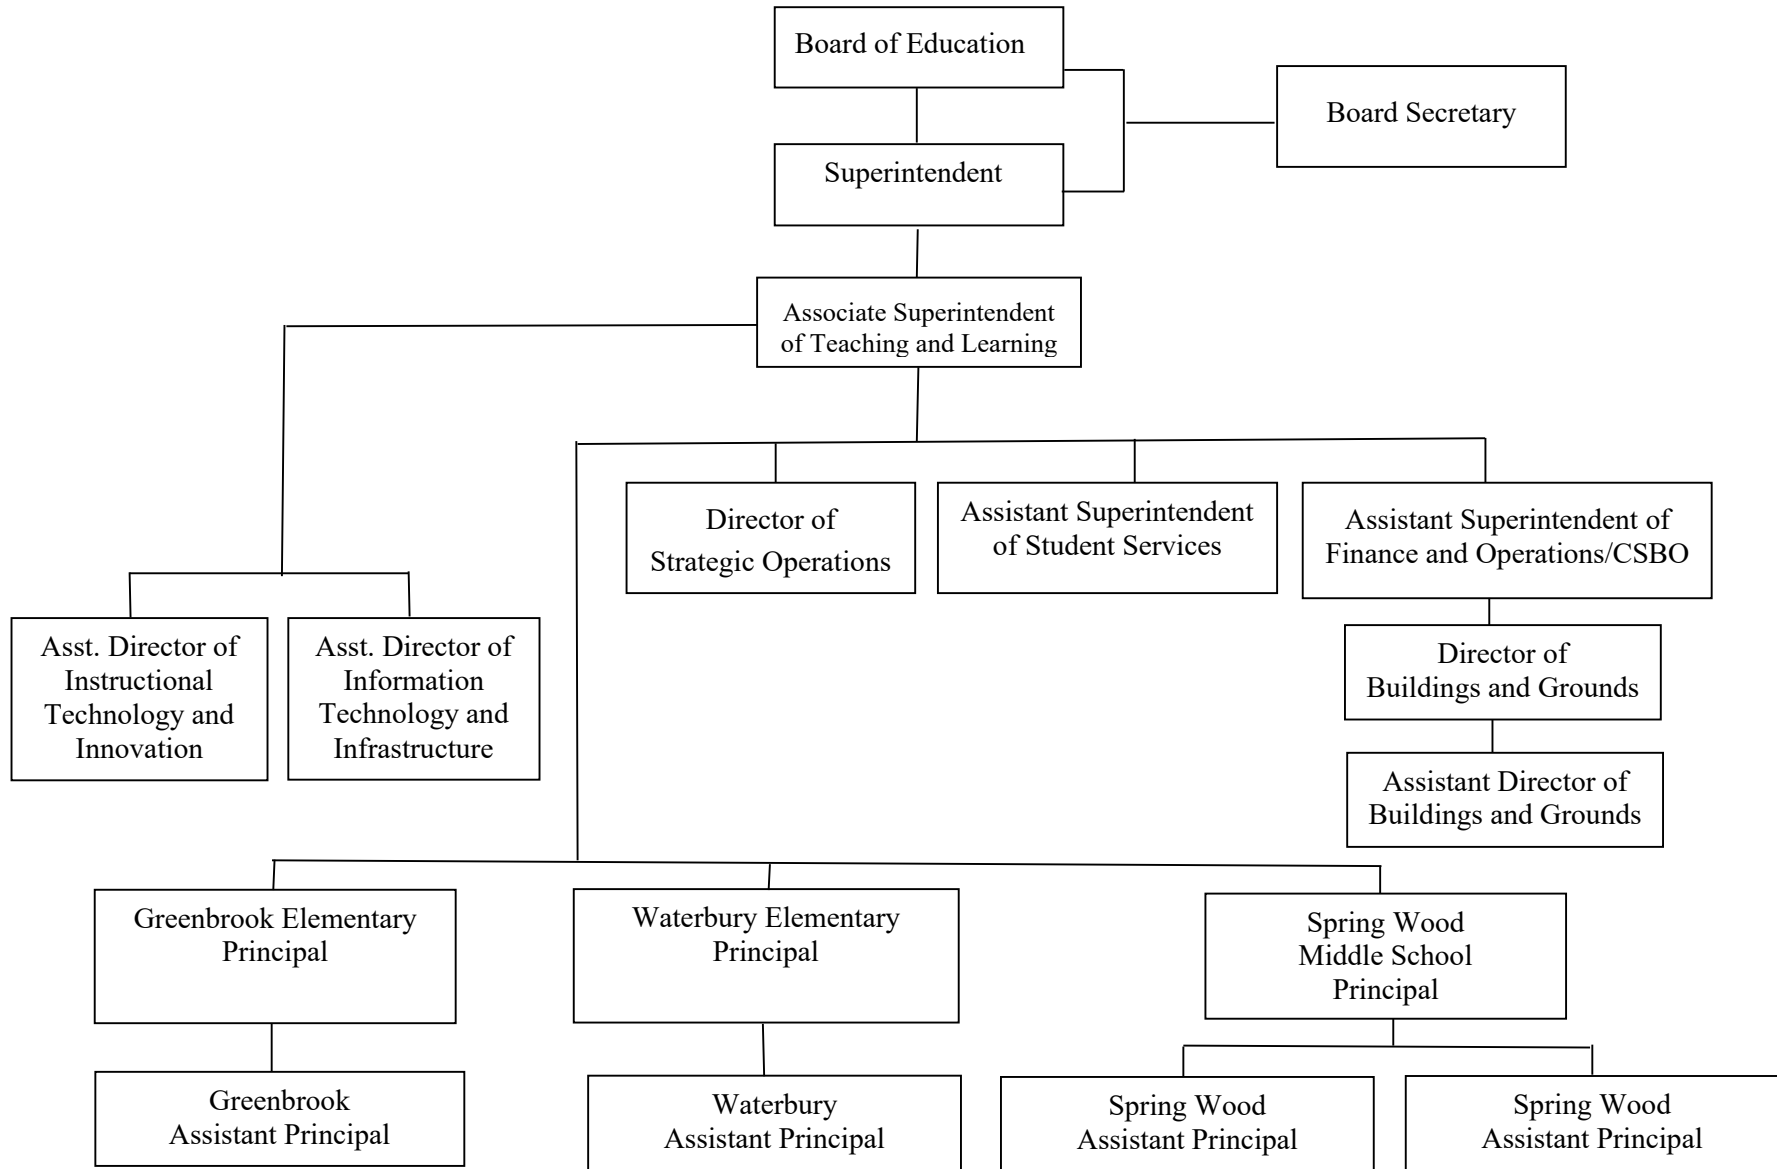 Board of Education
Board Secretary
Superintendent
Associate Superintendent
of Teaching and Learning
Director of
Strategic Operations
Assistant Superintendent
of Student Services
Assistant Superintendent of
Finance and Operations/CSBO
Asst. Director of
Instructional
Technology and
Innovation
Asst. Director of
Information
Technology and
Infrastructure
Director of
Buildings and Grounds
Assistant Director of
Buildings and Grounds
Greenbrook Elementary
Principal
Waterbury Elementary
Principal
Spring Wood
Middle School
Principal
Greenbrook
Assistant Principal
Waterbury
Assistant Principal
Spring Wood
Assistant Principal
Spring Wood
Assistant Principal